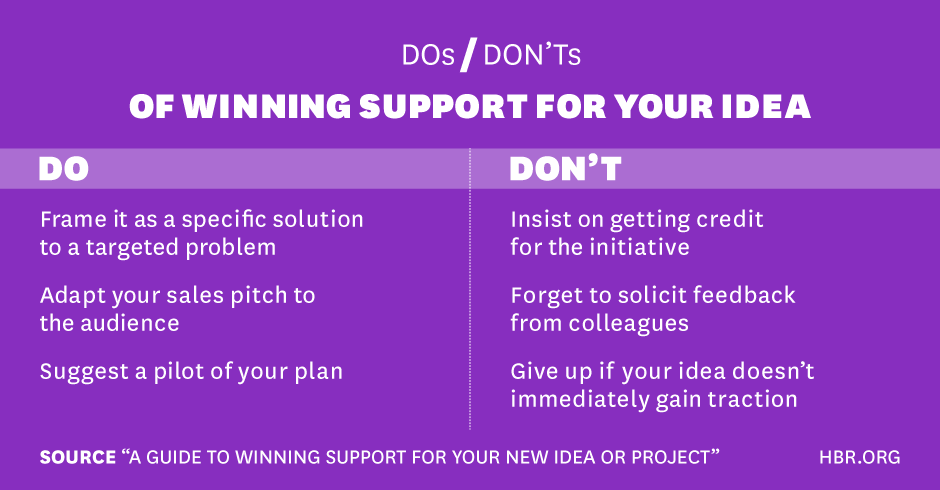 DOs/DON'Ts
OF WINNING SUPPORT FOR YOUR IDEA
DO
Frame it as a specific solution
to a targeted problem
Adapt your sales pitch to
the audience
Suggest a pilot of your plan
DON'T
Insist on getting credit
for the initiative
Forget to solicit feedback
from colleagues
Give up if your idea doesn't
immediately gain traction
SOURCE “A GUIDE TO WINNING SUPPORT FOR YOUR NEW IDEA OR PROJECT”
HBR.ORG